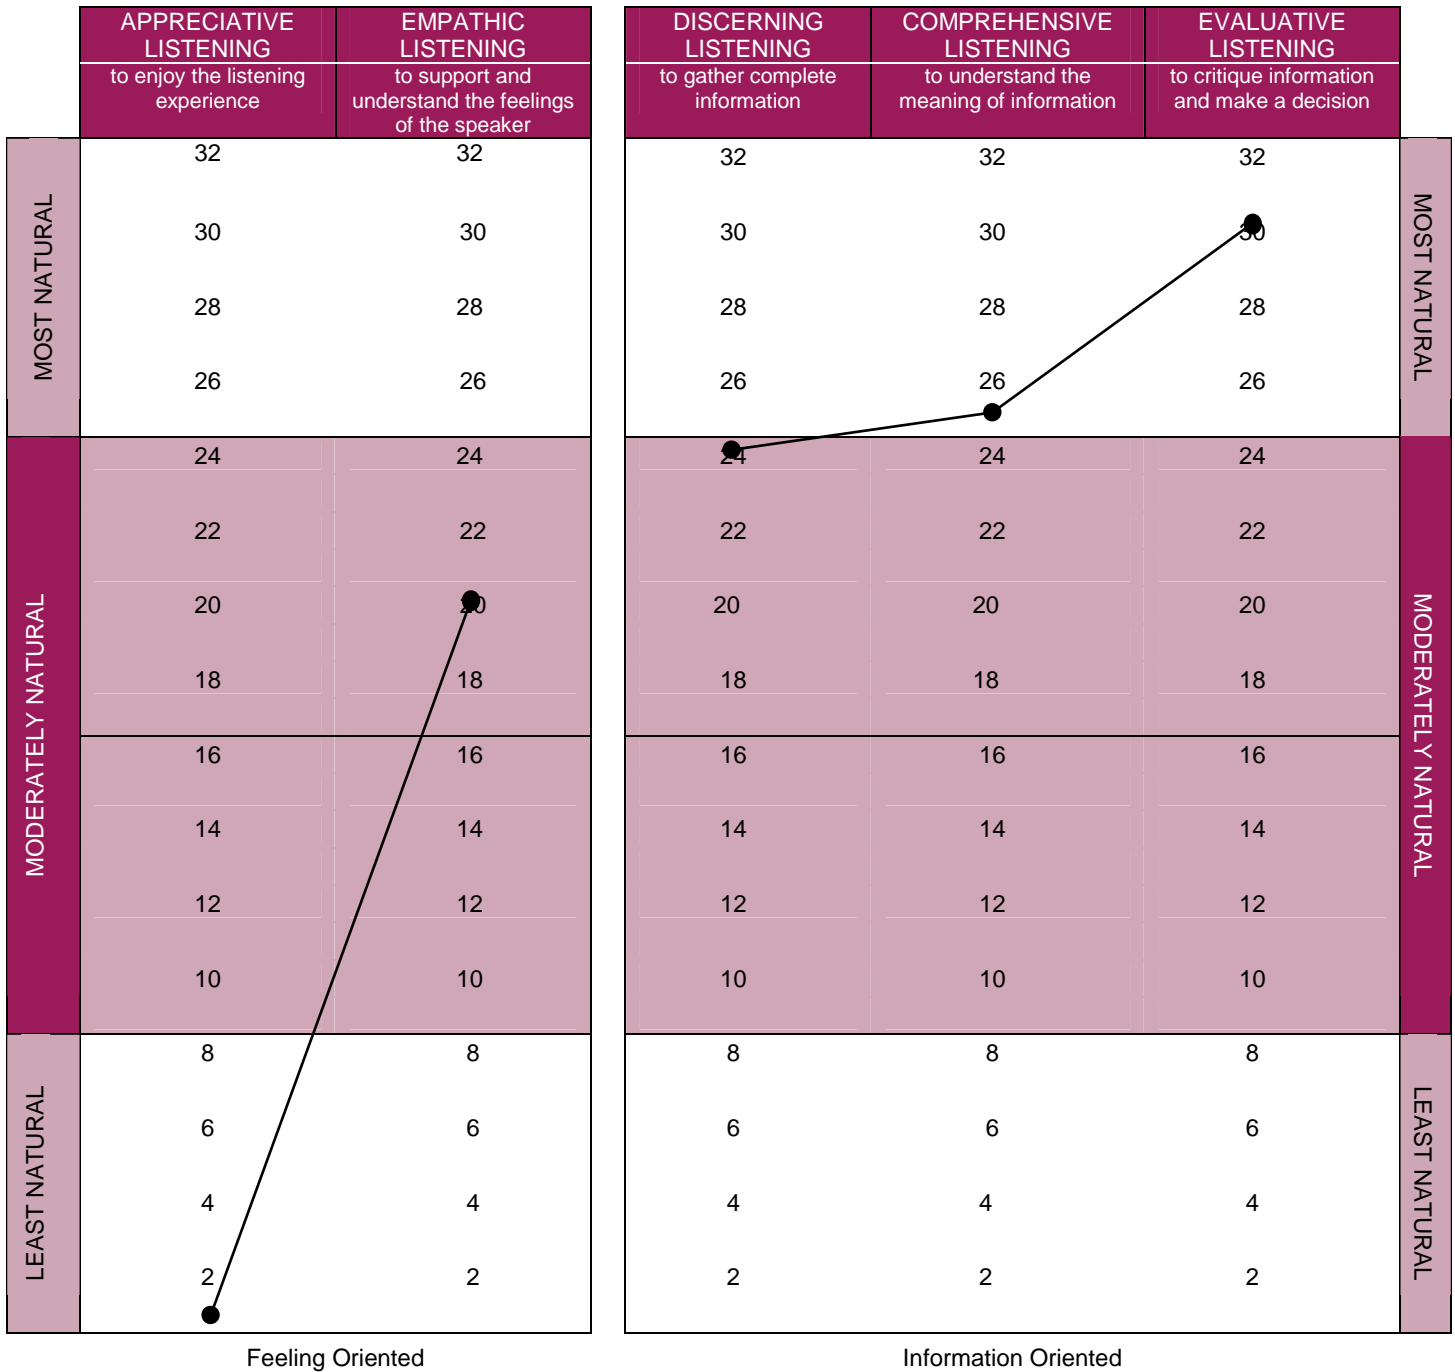 APPRECIATIVE
LISTENING
to enjoy the listening
experience
EMPATHIC
LISTENING
to support and
understand the feelings
of the speaker
DISCERNING
LISTENING
to gather complete
information
COMPREHENSIVE
LISTENING
to understand the
meaning of information
EVALUATIVE
LISTENING
to critique information
and make a decision
MOST NATURAL
MODERATELY NATURAL
LEAST NATURAL
32 32 32 32 32
30 30 30 30 30
28 28 28 28 28
26 26 26 26 26
24 24 24 24 24
22 22 22 22 22
20 20 20 20 20
18 18 18 18 18
16 16 16 16 16
14 14 14 14 14
12 12 12 12 12
10 10 10 10 10
8 8 8 8 8
6 6 6 6 6
4 4 4 4 4
2 2 2 2 2
MOST NATURAL
MODERATELY NATURAL
LEAST NATURAL
Feeling Oriented
Information Oriented